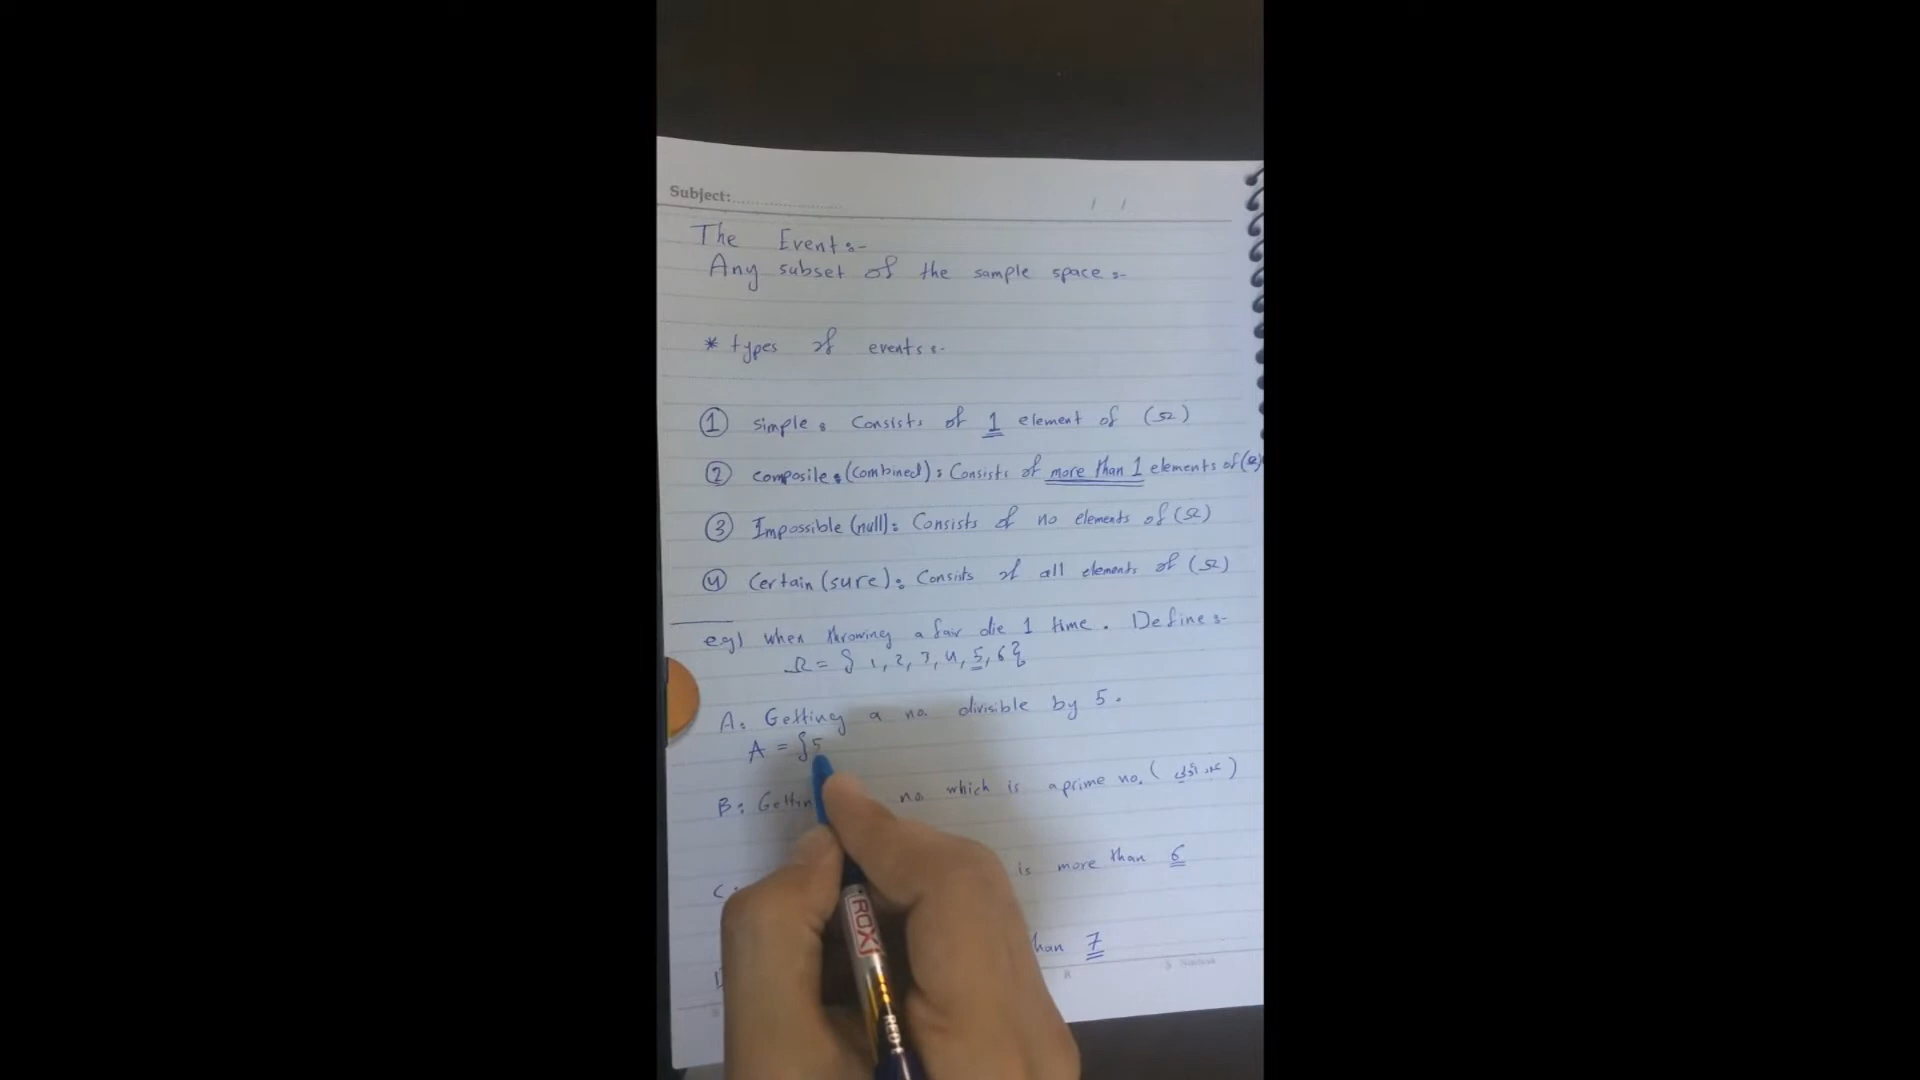 Subject:
The Event:-
Any subset of the sample space:-
* types of events:-
① simple: Consists of 1 element of (Ω)
② composite: (combined): Consists of more than 1 elements of (Ω)
③ Impossible (null): Consists of no elements of (Ω)
④ Certain (sure): Consists of all elements of (Ω)
eg) when throwing a fair die 1 time. Define:-
Ω = { 1, 2, 3, 4, 5, 6 }
A: Getting a no. divisible by 5.
A = { 5
B: Gettin no. which is a prime no. (عدد أولي)
C: is more than 6
han 7
ROX
RED